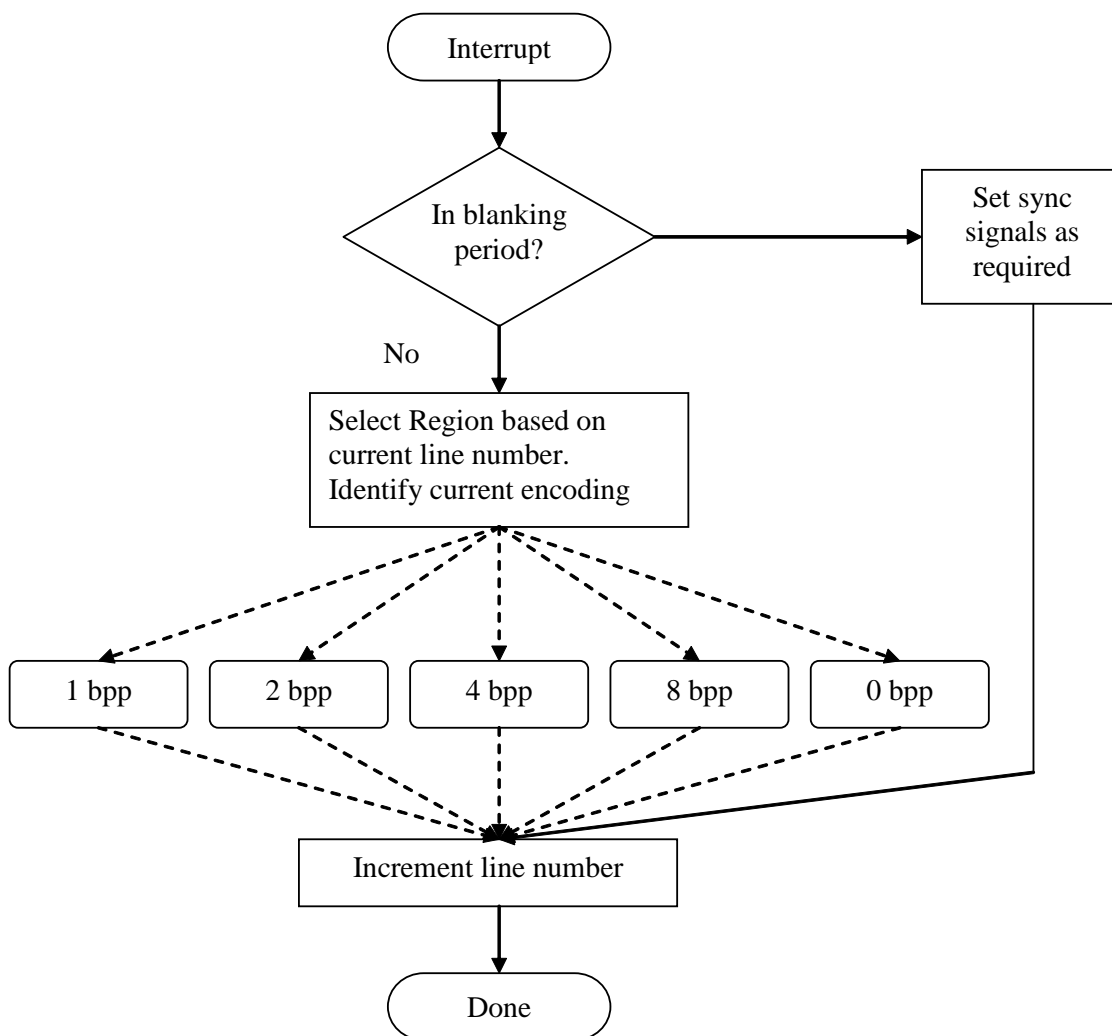 Interrupt
In blanking
period?
Set sync
signals as
required
No
Select Region based on
current line number.
Identify current encoding
1 bpp
2 bpp
4 bpp
8 bpp
0 bpp
Increment line number
Done